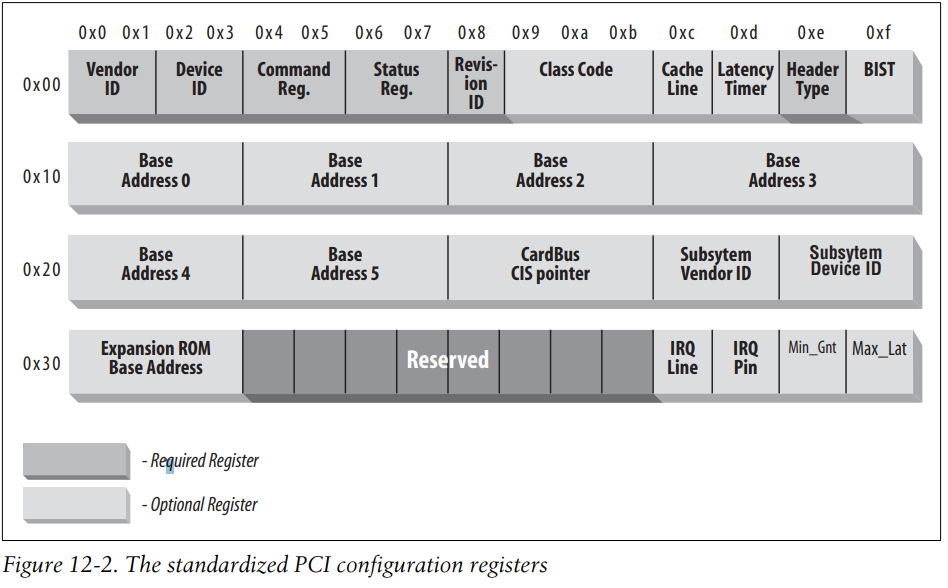 0x0 0x1 0x2 0x3 0x4 0x5 0x6 0x7 0x8 0x9 0xa 0xb 0xc 0xd 0xe 0xf
0x00
Vendor
ID
Device
ID
Command
Reg.
Status
Reg.
Revis-
ion
ID
Class Code
Cache
Line
Latency
Timer
Header
Type
BIST
0x10
Base
Address 0
Base
Address 1
Base
Address 2
Base
Address 3
0x20
Base
Address 4
Base
Address 5
CardBus
CIS pointer
Subsytem
Vendor ID
Subsytem
Device ID
0x30
Expansion ROM
Base Address
Reserved
IRQ
Line
IRQ
Pin
Min_Gnt
Max_Lat
- Required Register
- Optional Register
Figure 12-2. The standardized PCI configuration registers